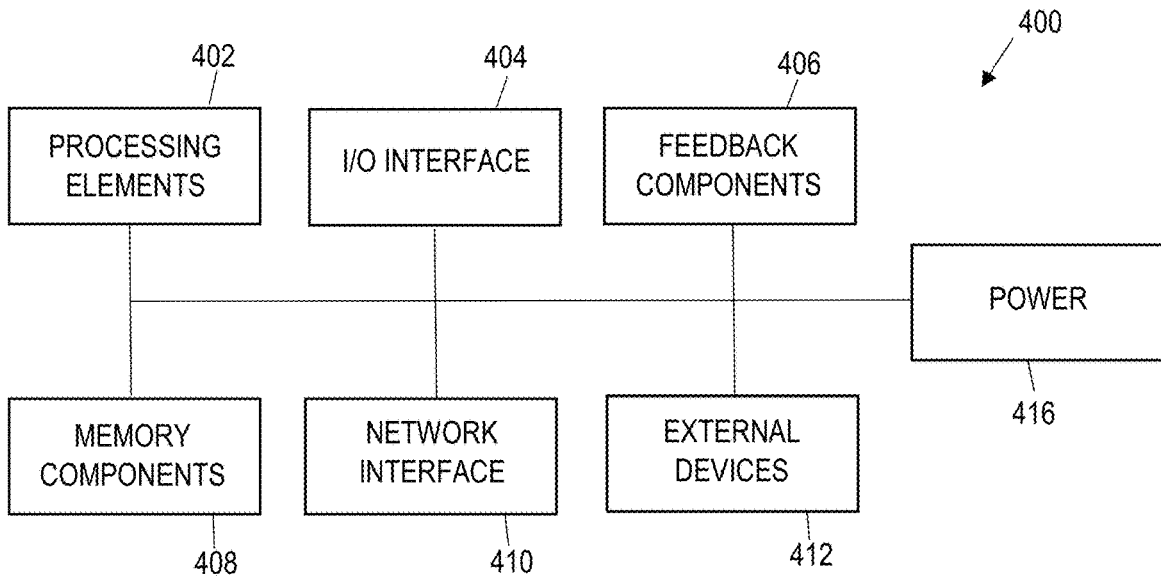 400
402
404
406
PROCESSING
ELEMENTS
I/O INTERFACE
FEEDBACK
COMPONENTS
POWER
416
MEMORY
COMPONENTS
NETWORK
INTERFACE
EXTERNAL
DEVICES
408
410
412